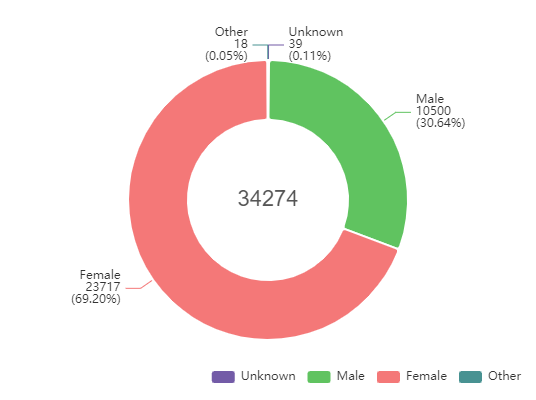 Other
18
(0.05%)
Unknown
39
(0.11%)
Male
10500
(30.64%)
34274
Female
23717
(69.20%)
Unknown Male Female Other